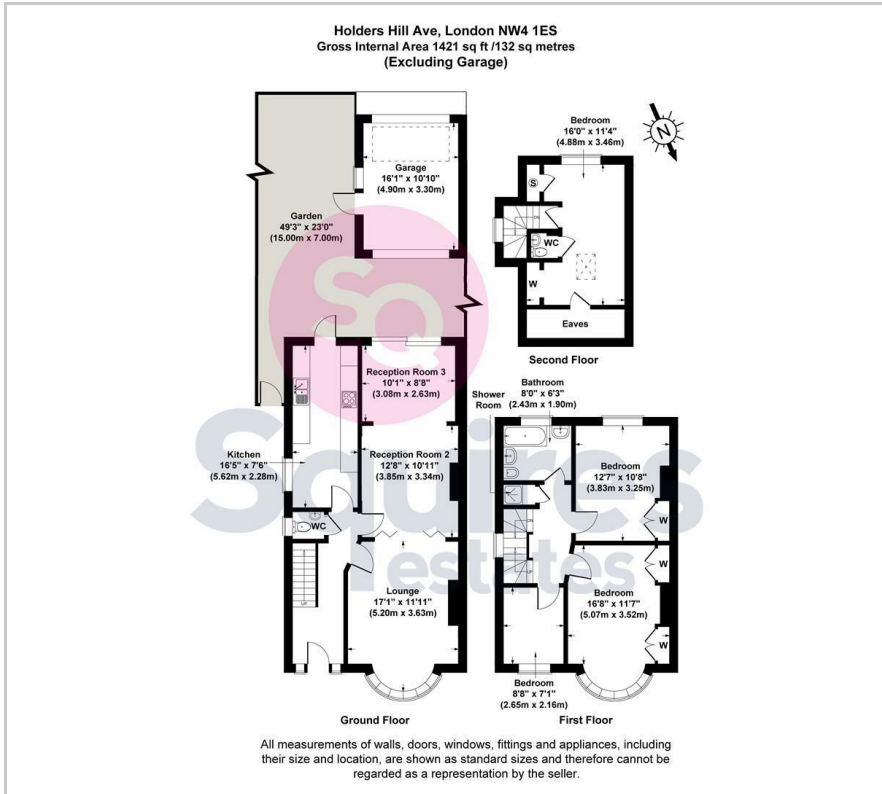 Holders Hill Ave, London NW4 1ES
Gross Internal Area 1421 sq ft /132 sq metres
(Excluding Garage)
N
Garage
16'1" x 10'10"
(4.90m x 3.30m)
Garden
49'3" x 23'0"
(15.00m x 7.00m)
Reception Room 3
10'1" x 8'8"
(3.08m x 2.63m)
Kitchen
16'5" x 7'6"
(5.62m x 2.28m)
Reception Room 2
12'8" x 10'11"
(3.85m x 3.34m)
WC
UP
Lounge
17'1" x 11'11"
(5.20m x 3.63m)
Ground Floor
Bedroom
16'0" x 11'4"
(4.88m x 3.46m)
S
WC
W
Eaves
Second Floor
Shower
Room
Bathroom
8'0" x 6'3"
(2.43m x 1.90m)
Bedroom
12'7" x 10'8"
(3.83m x 3.25m)
W
W
Bedroom
16'8" x 11'7"
(5.07m x 3.52m)
W
Bedroom
8'8" x 7'1"
(2.65m x 2.16m)
First Floor
SQ
Squires
estates
All measurements of walls, doors, windows, fittings and appliances, including
their size and location, are shown as standard sizes and therefore cannot be
regarded as a representation by the seller.